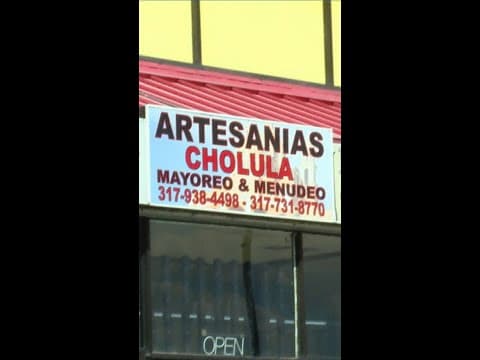 ARTESANIAS
CHOLULA
MAYOREO & MENUDEO
317-938-4498 - 317-731-8770
OPEN